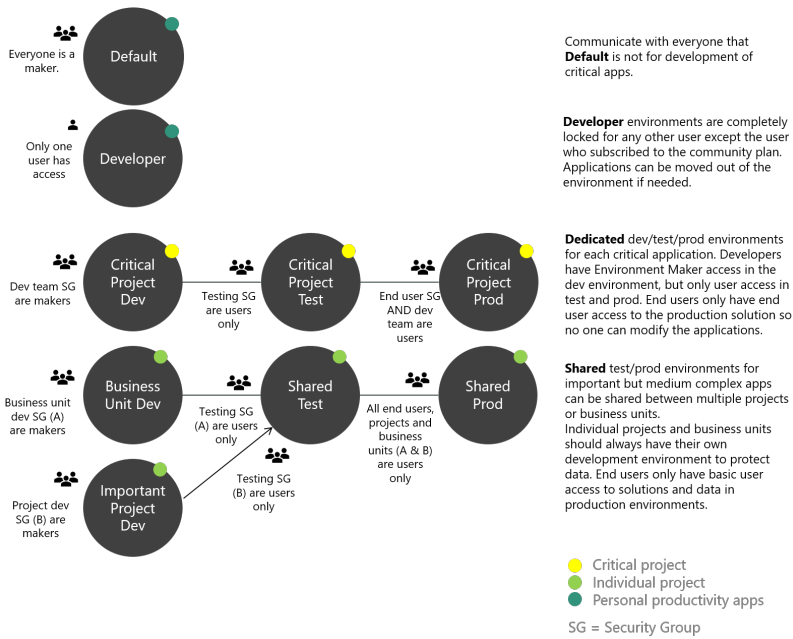 Everyone is a
maker.
Default
Communicate with everyone that
Default is not for development of
critical apps.
Only one
user has
access
Developer
Developer environments are completely
locked for any other user except the user
who subscribed to the community plan.
Applications can be moved out of the
environment if needed.
Dev team SG
are makers
Critical
Project
Dev
Testing SG
are users
only
Critical
Project
Test
End user SG
AND dev
team are
users
Critical
Project
Prod
Dedicated dev/test/prod environments
for each critical application. Developers
have Environment Maker access in the
dev environment, but only user access in
test and prod. End users only have end
user access to the production solution so
no one can modify the applications.
Business unit
dev SG (A)
are makers
Business
Unit Dev
Testing SG
(A) are users
only
Shared
Test
All end users,
projects and
business
units (A & B)
are users
only
Shared
Prod
Shared test/prod environments for
important but medium complex apps
can be shared between multiple projects
or business units.
Individual projects and business units
should always have their own
development environment to protect
data. End users only have basic user
access to solutions and data in
production environments.
Project dev
SG (B) are
makers
Important
Project
Dev
Testing SG
(B) are users
only
Critical project
Individual project
Personal productivity apps
SG = Security Group